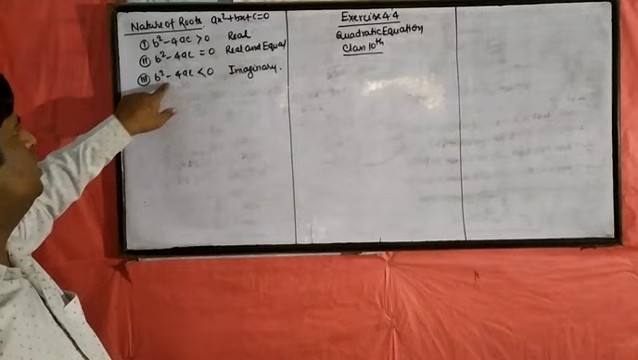 Nature of Roots ax²+bx+c=0
(I) b²-4ac > 0 Real
(II) b²-4ac = 0 Real and Equal
(III) b²-4ac < 0 Imaginary.
Exercise 4.4
Quadratic Equation
Class 10th